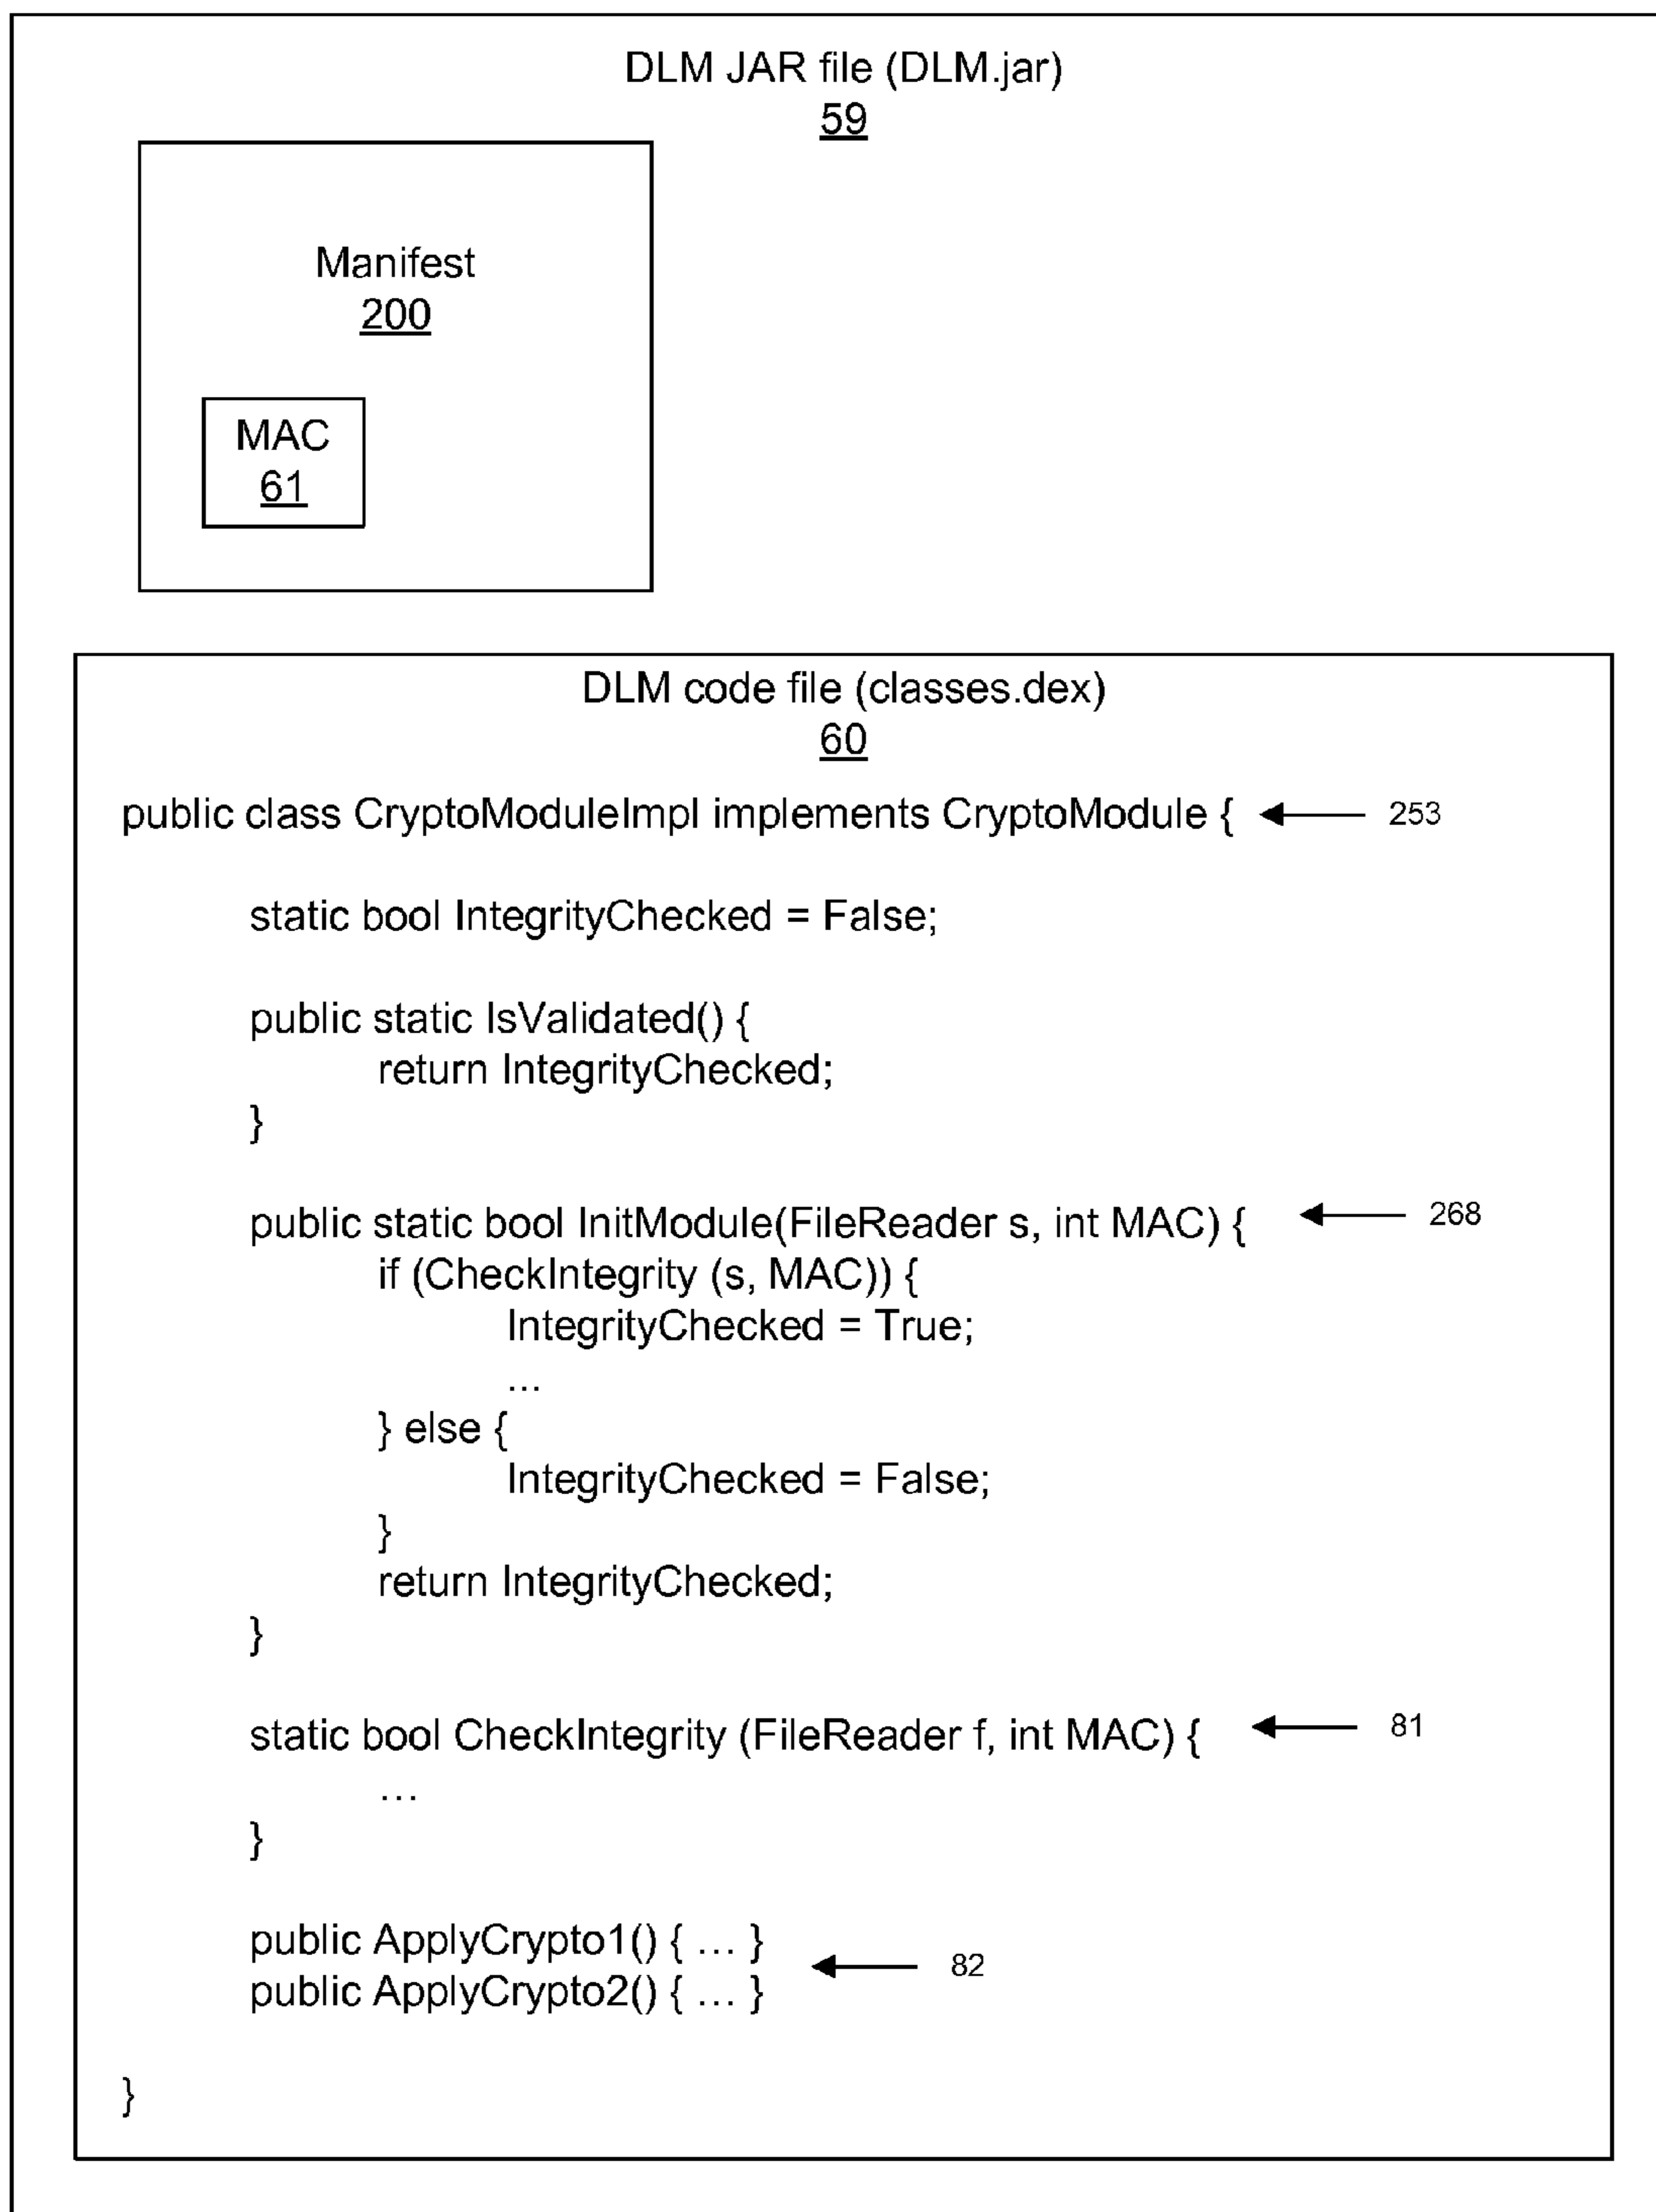 DLM JAR file (DLM.jar)
59
Manifest
200
MAC
61
DLM code file (classes.dex)
60
public class CryptoModuleImpl implements CryptoModule { 253
static bool IntegrityChecked = False;
public static IsValidated() {
return IntegrityChecked;
}
public static bool InitModule(FileReader s, int MAC) { 268
if (CheckIntegrity (s, MAC)) {
IntegrityChecked = True;
...
} else {
IntegrityChecked = False;
}
return IntegrityChecked;
}
static bool CheckIntegrity (FileReader f, int MAC) { 81
...
}
public ApplyCrypto1() { ... }
82
public ApplyCrypto2() { ... }
}